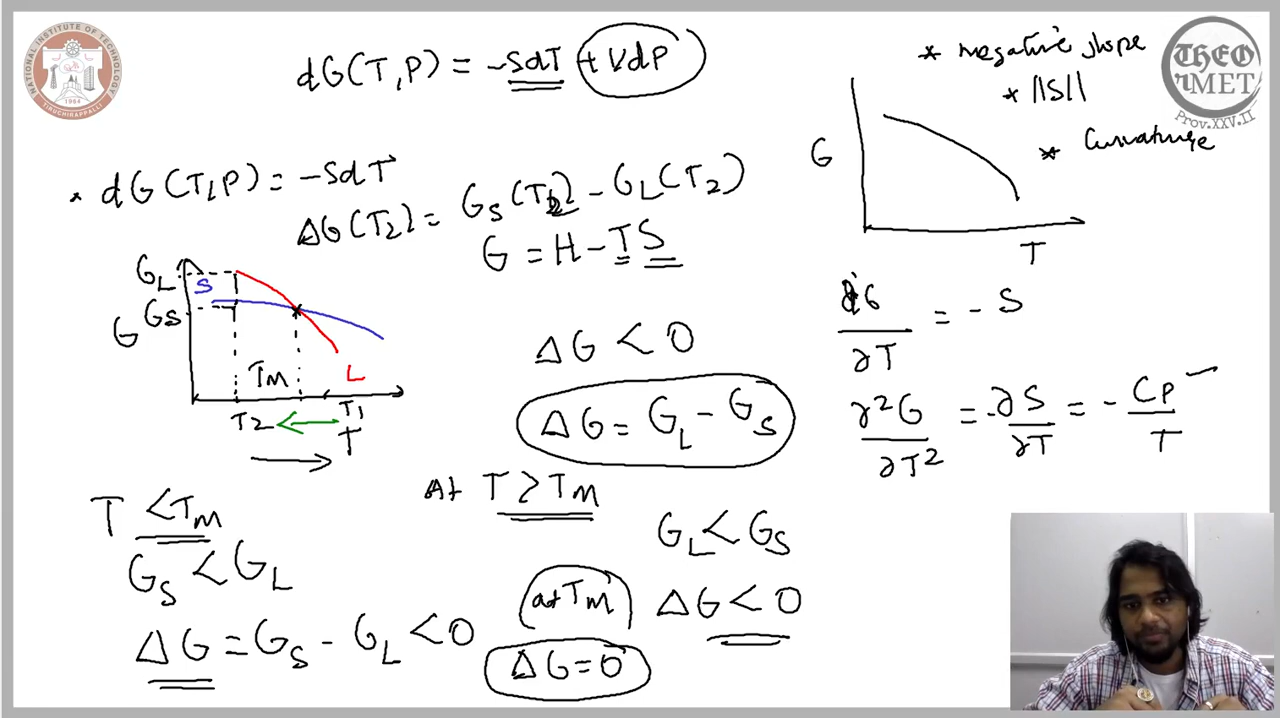 NATIONAL INSTITUTE OF TECHNOLOGY
1964
TIRUCHIRAPPALLI
THEO
MET
Prov.XXV.II
dG(T,P) = -SdT + VdP
* negative slope
* ||S||
* Curvature
G
T
* dG(T,P) = -SdT
ΔG(T2) = GS(T2) - GL(T2)
G = H - TS
GL
S
GS
G
TM
L
T2
T1
T
ΔG < 0
ΔG = GL - GS
∂G/∂T = -S
∂²G/∂T² = -∂S/∂T = -CP/T
At T > TM
GL < GS
ΔG < 0
T < TM
GS < GL
ΔG = GS - GL < 0
at TM
ΔG = 0